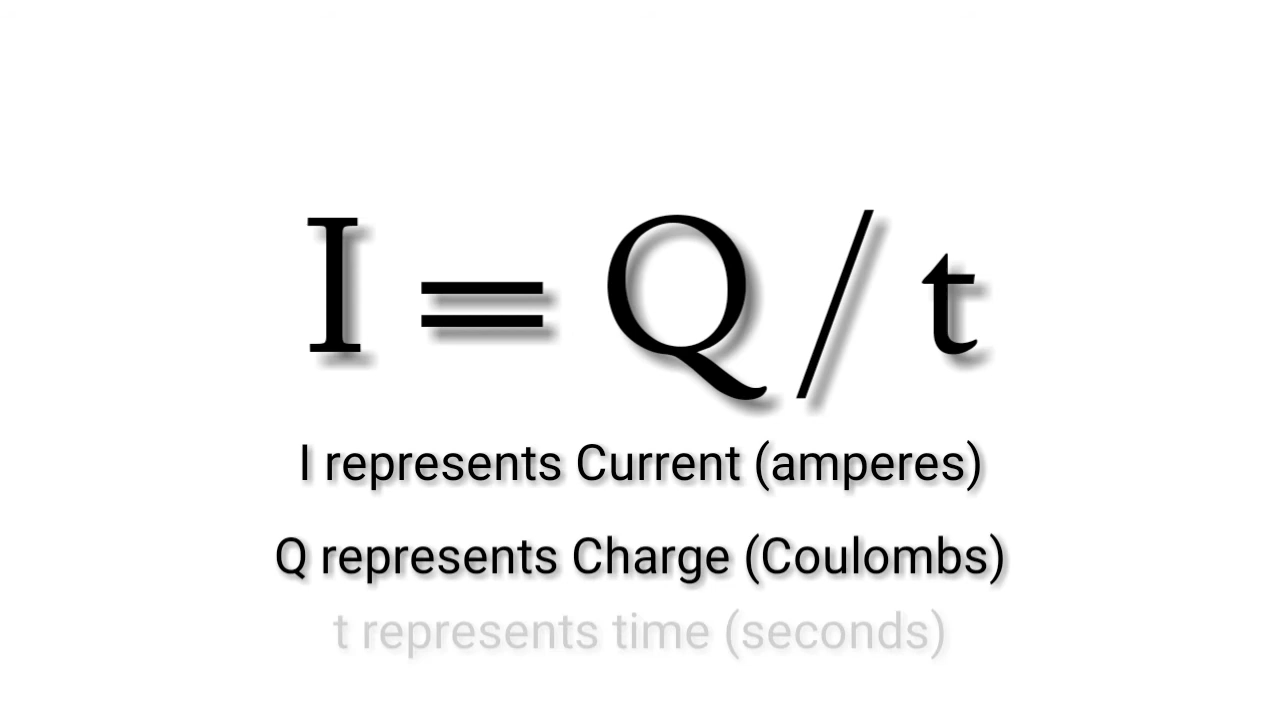 I = Q / t
I represents Current (amperes)
Q represents Charge (Coulombs)
t represents time (seconds)